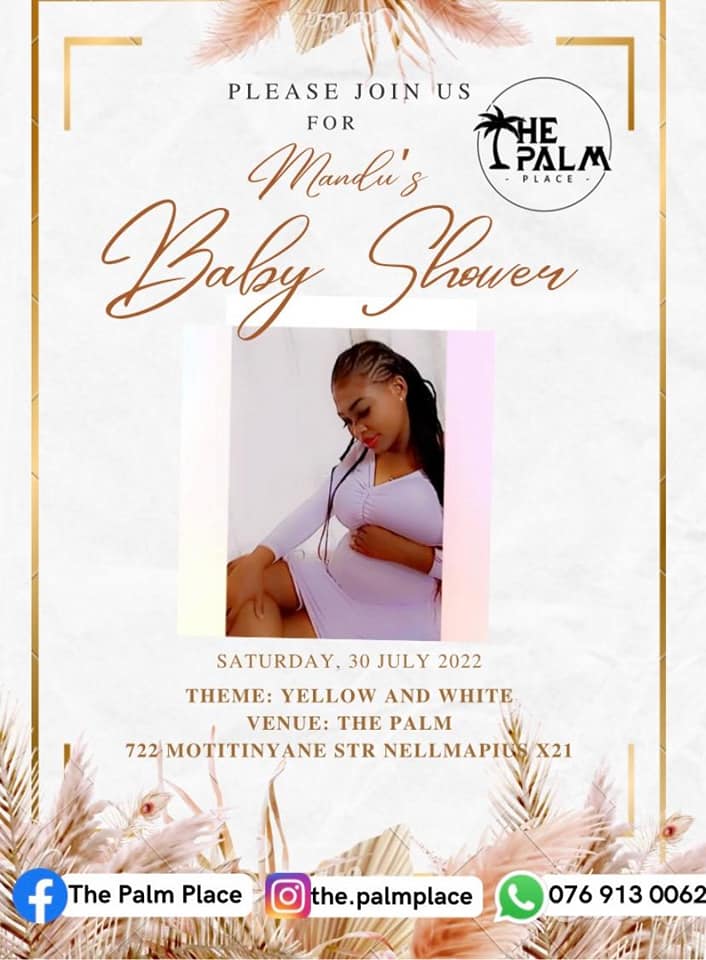 PLEASE JOIN US
FOR
Mandu's
Baby Shower
THE
PALM
- PLACE -
SATURDAY, 30 JULY 2022
THEME: YELLOW AND WHITE
VENUE: THE PALM
722 MOTITINYANE STR NELLMAPIUS X21
The Palm Place
the.palmplace
076 913 0062